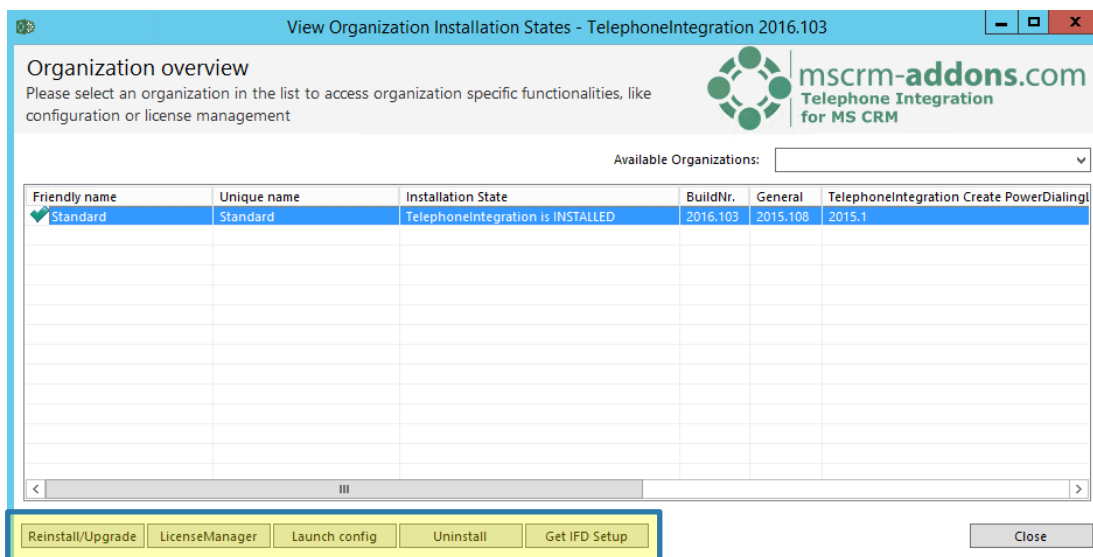 View Organization Installation States - TelephoneIntegration 2016.103
x
Organization overview
Please select an organization in the list to access organization specific functionalities, like
configuration or license management
mscrm-addons.com
Telephone Integration
for MS CRM
Available Organizations:
Friendly name Unique name Installation State BuildNr. General TelephoneIntegration Create PowerDialingL
Standard Standard TelephoneIntegration is INSTALLED 2016.103 2015.108 2015.1
Reinstall/Upgrade LicenseManager Launch config Uninstall Get IFD Setup Close